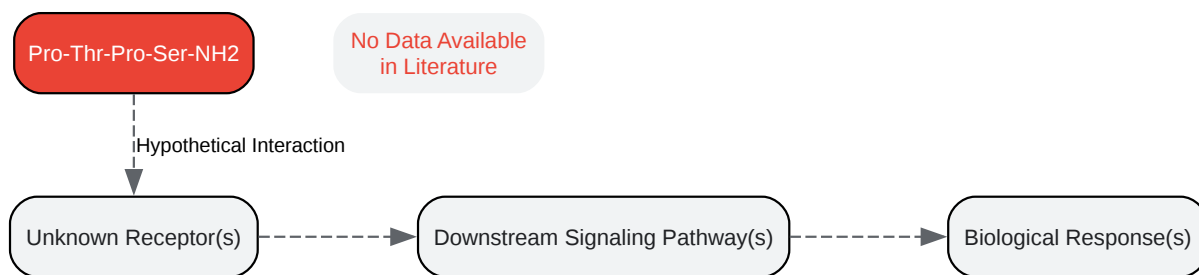 Pro-Thr-Pro-Ser-NH2
No Data Available
in Literature
Hypothetical Interaction
Unknown Receptor(s)
Downstream Signaling Pathway(s)
Biological Response(s)